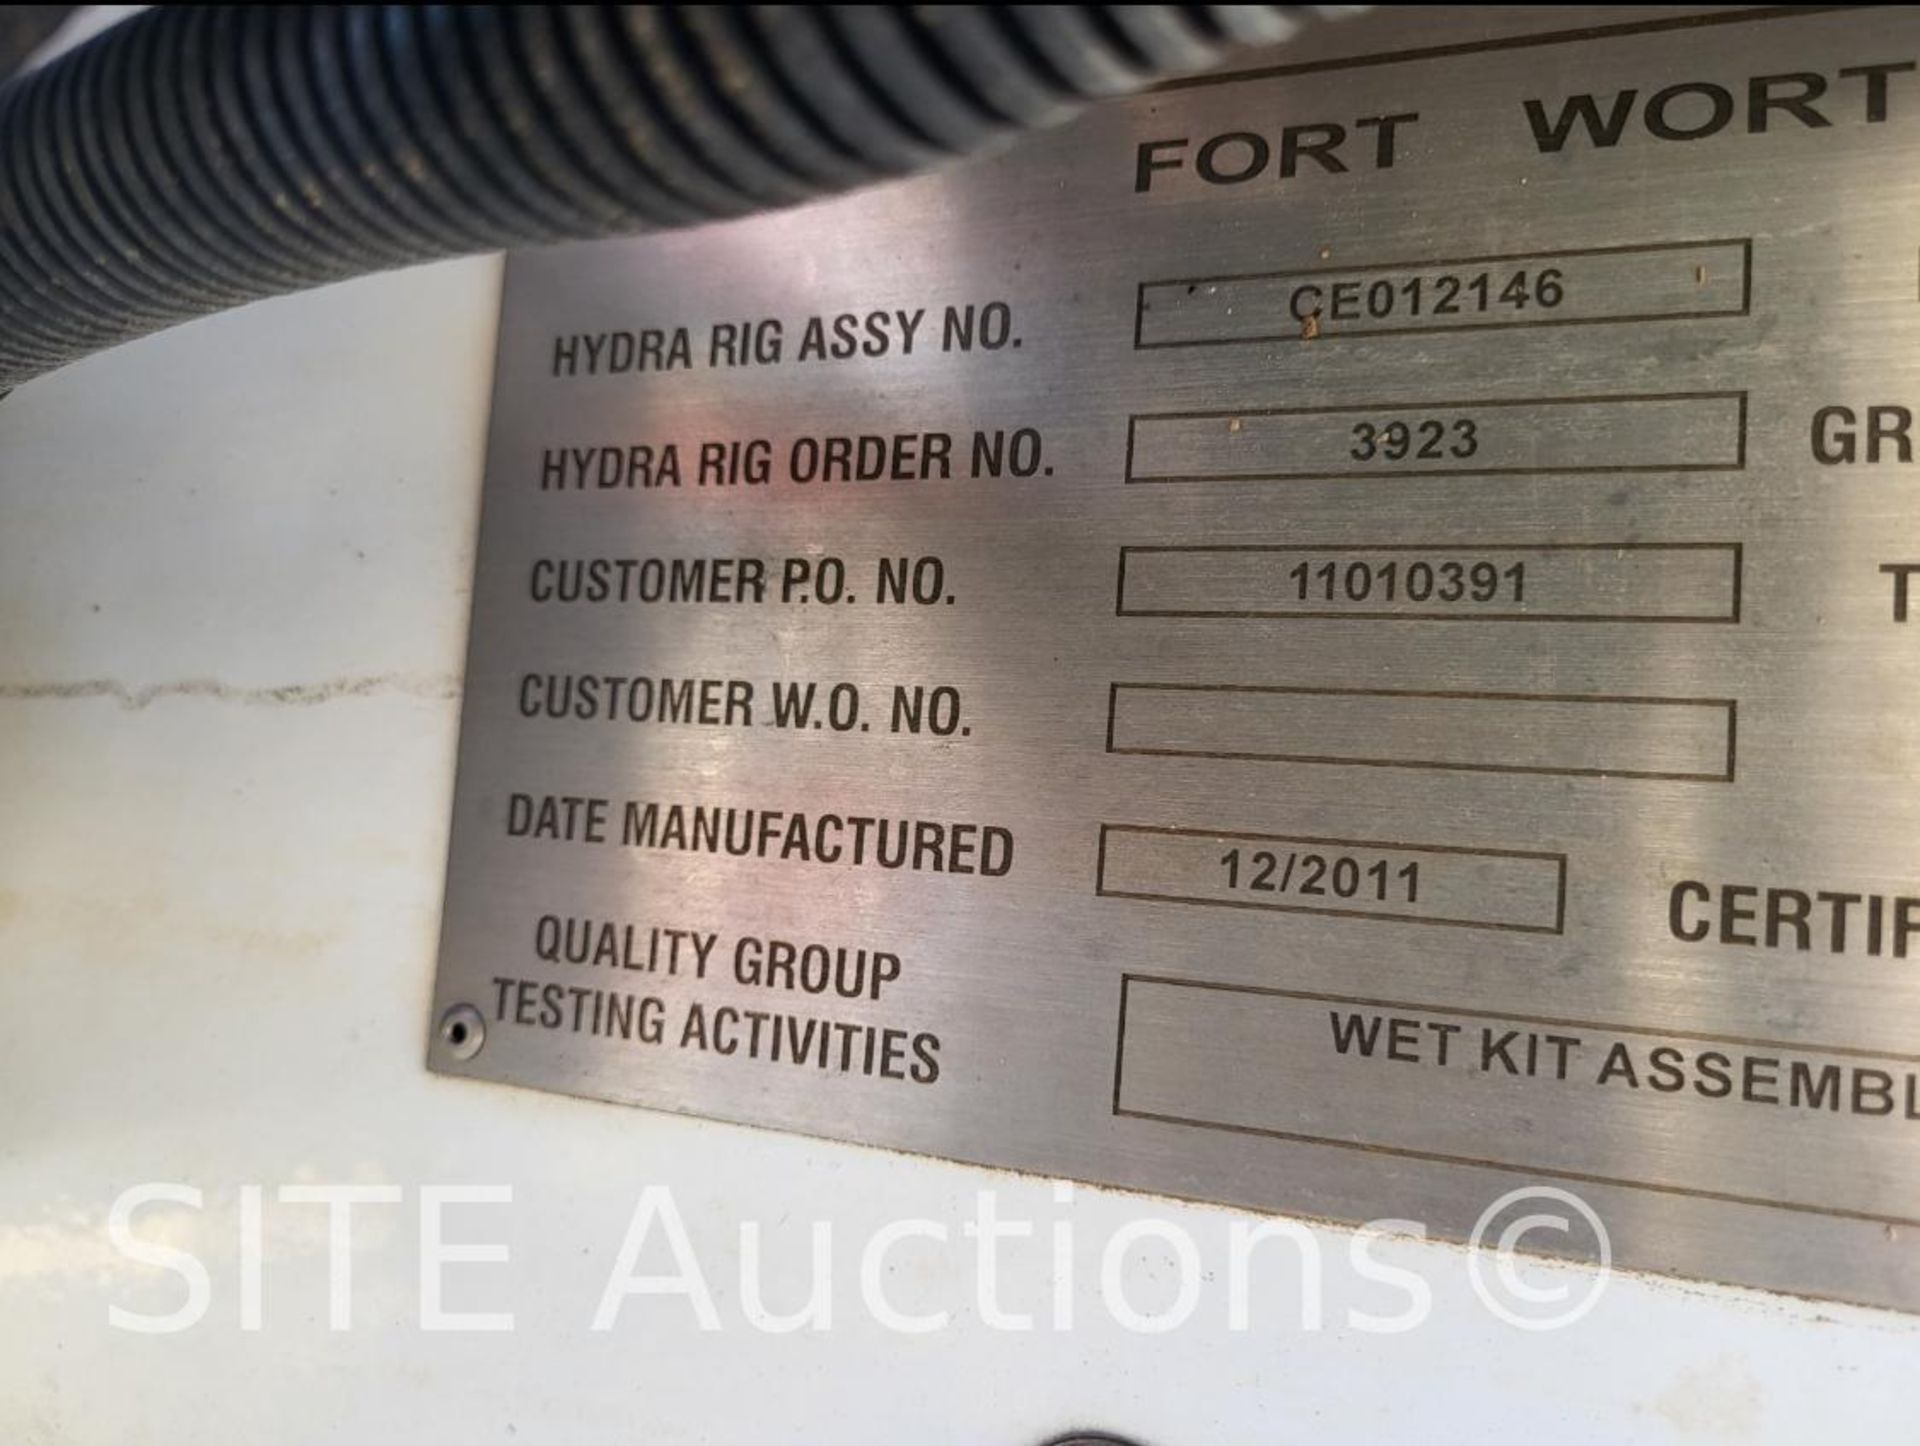 FORT WORT
HYDRA RIG ASSY NO. CE012146
HYDRA RIG ORDER NO. 3923 GR
CUSTOMER P.O. NO. 11010391 T
CUSTOMER W.O. NO.
DATE MANUFACTURED 12/2011 CERTIF
QUALITY GROUP
TESTING ACTIVITIES WET KIT ASSEMBL
SITE Auctions©